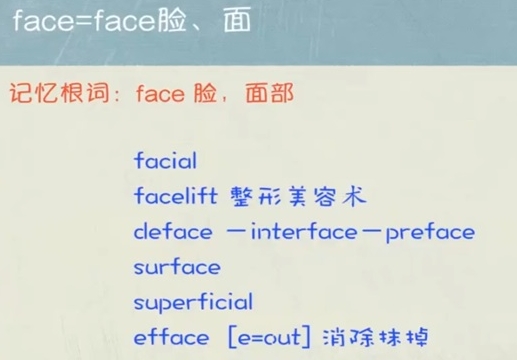 face=face脸、面
记忆根词：face 脸，面部
facial
facelift 整形美容术
deface －interface－preface
surface
superficial
efface [e=out] 消除抹掉